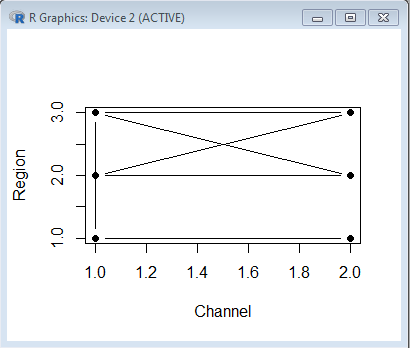 R Graphics: Device 2 (ACTIVE)
3.0
2.0
1.0
Region
1.0 1.2 1.4 1.6 1.8 2.0
Channel